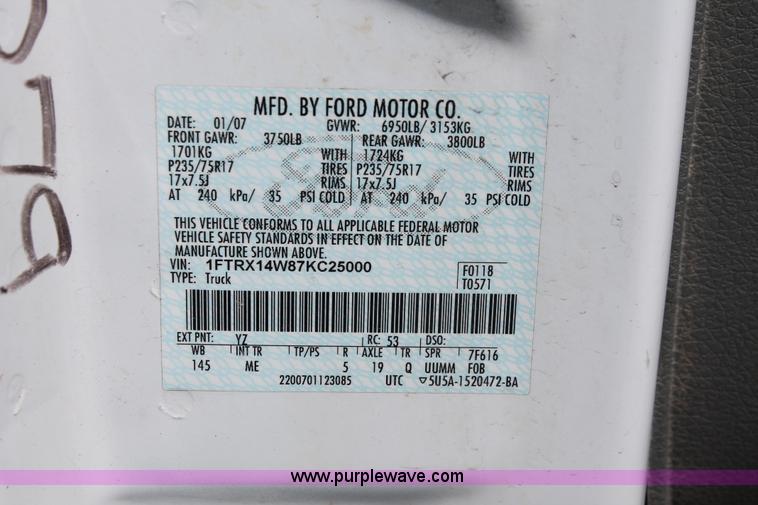 MFD. BY FORD MOTOR CO.
DATE: 01/07 GVWR: 6950LB/ 3153KG
FRONT GAWR: 3750LB REAR GAWR: 3800LB
1701KG WITH 1724KG WITH
P235/75R17 TIRES P235/75R17 TIRES
17x7.5J RIMS 17x7.5J RIMS
AT 240 kPa/ 35 PSI COLD AT 240 kPa/ 35 PSI COLD
THIS VEHICLE CONFORMS TO ALL APPLICABLE FEDERAL MOTOR
VEHICLE SAFETY STANDARDS IN EFFECT ON THE DATE OF
MANUFACTURE SHOWN ABOVE.
VIN: 1FTRX14W87KC25000 F0118
TYPE: Truck T0571
EXT PNT: YZ RC: 53 DSO:
WB INT TR TP/PS R AXLE TR SPR 7F616
145 ME 5 19 Q UUMM FOB
2200701123085 UTC ▽5U5A-1520472-BA
Ford
www.purplewave.com